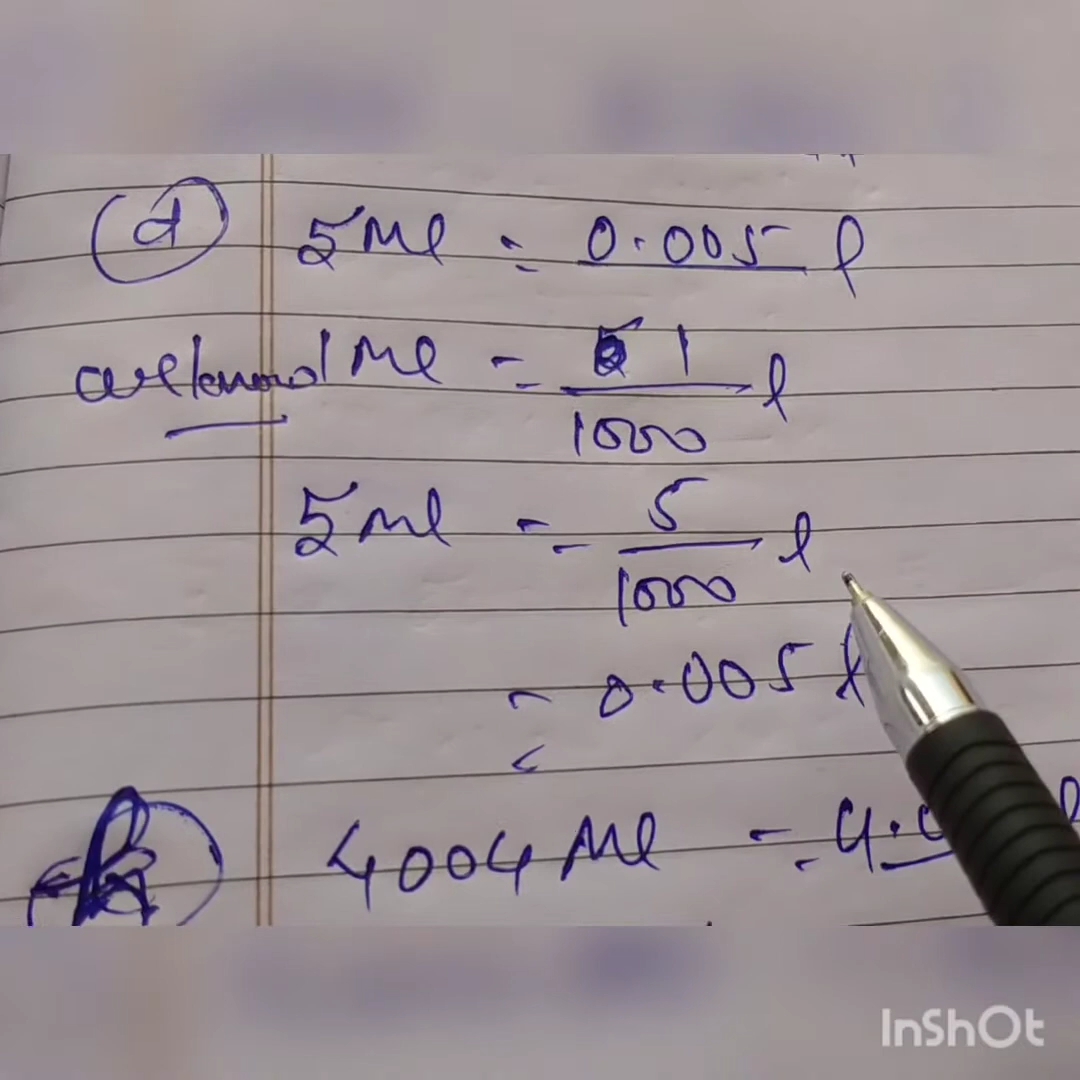 (d) 5 Ml = 0.005 l
we know 1 Ml = 1/1000 l
5 Ml = 5/1000 l
= 0.005 l
4004 Ml = 4.
InShOt